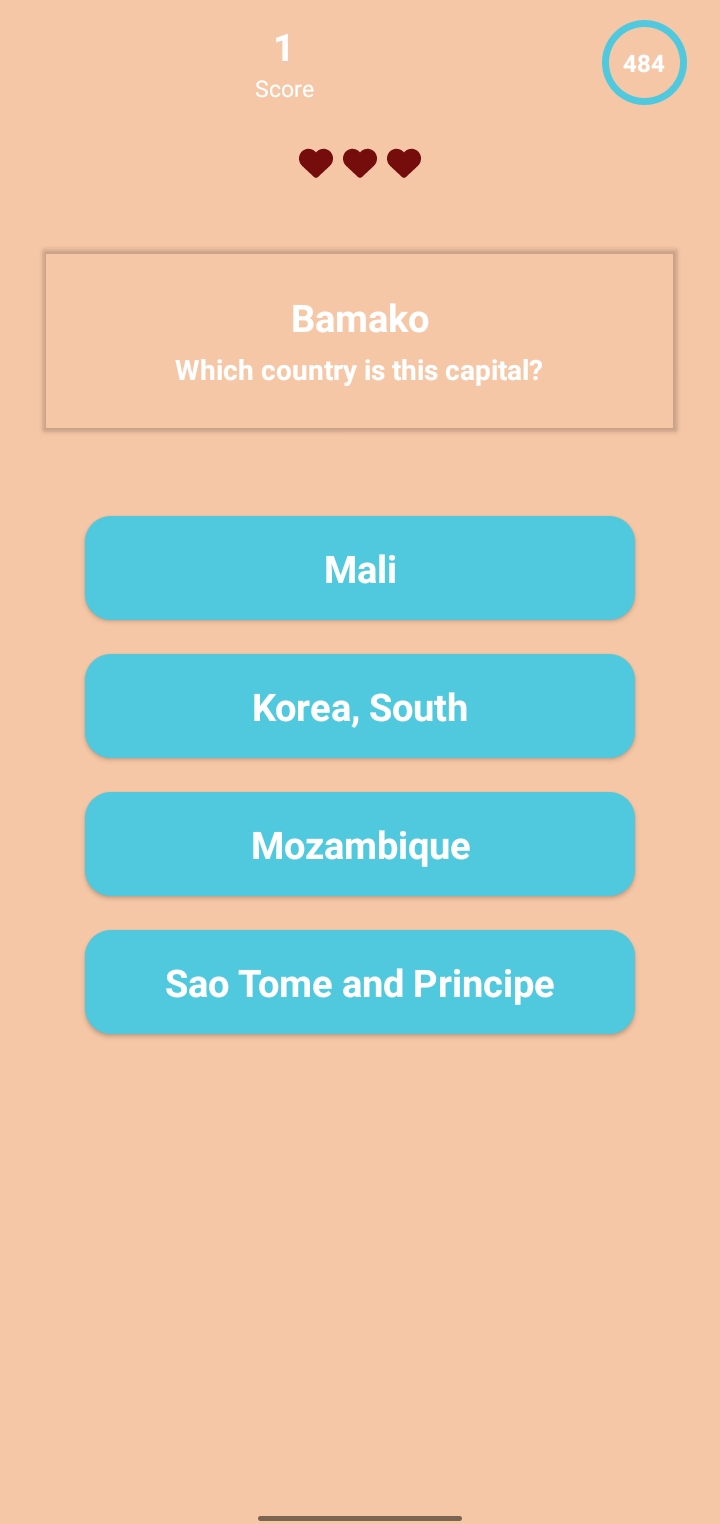 1
Score
484
Bamako
Which country is this capital?
Mali
Korea, South
Mozambique
Sao Tome and Principe